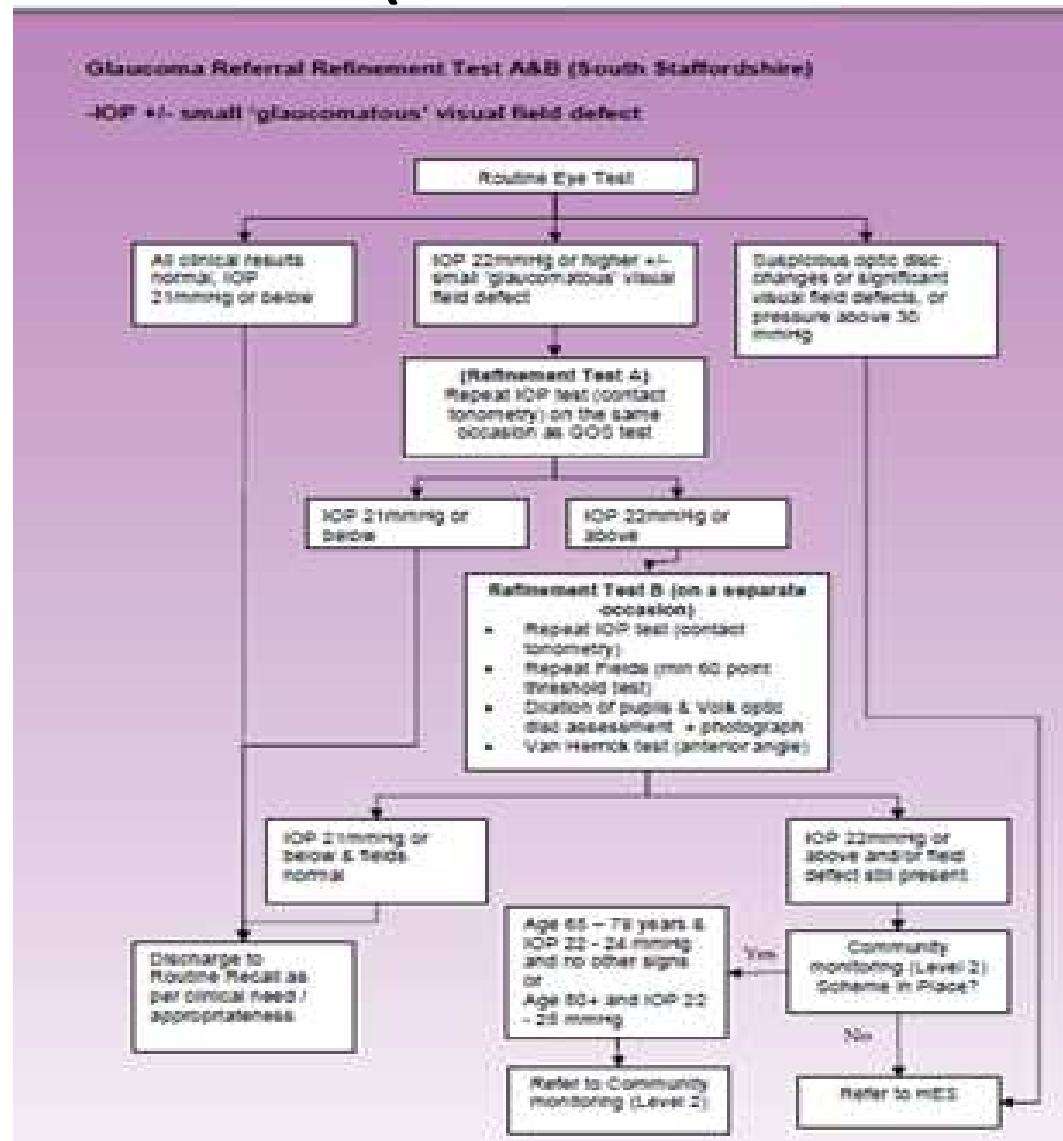 Glaucoma Referral Refinement Test A&B (South Staffordshire)
-IOP +/- small 'glaucomatous' visual field defect
Routine Eye Test
All clinical results
normal, IOP
21mmHg or below
IOP 22mmHg or higher +/-
small 'glaucomatous' visual
field defect
Suspicious optic disc
changes or significant
visual field defects, or
pressure above 30
mmHg
(Refinement Test A)
Repeat IOP test (contact
tonometry) on the same
occasion as GOS test
IOP 21mmHg or
below
IOP 22mmHg or
above
Refinement Test B (on a separate
occasion)
• Repeat IOP test (contact
tonometry)
• Repeat Fields (min 60 point
threshold test)
• Dilation of pupils & Volk optic
disc assessment + photograph
• Van Herrick test (anterior angle)
IOP 21mmHg or
below & fields
normal
IOP 22mmHg or
above and/or field
defect still present
Age 65 – 79 years &
IOP 22 - 24 mmHg
and no other signs
or
Age 80+ and IOP 22
- mmHg
Yes
Community
monitoring (Level 2)
Scheme in Place?
No
Discharge to
Routine Recall as
per clinical need /
appropriateness
Refer to Community
monitoring (Level 2)
Refer to HES